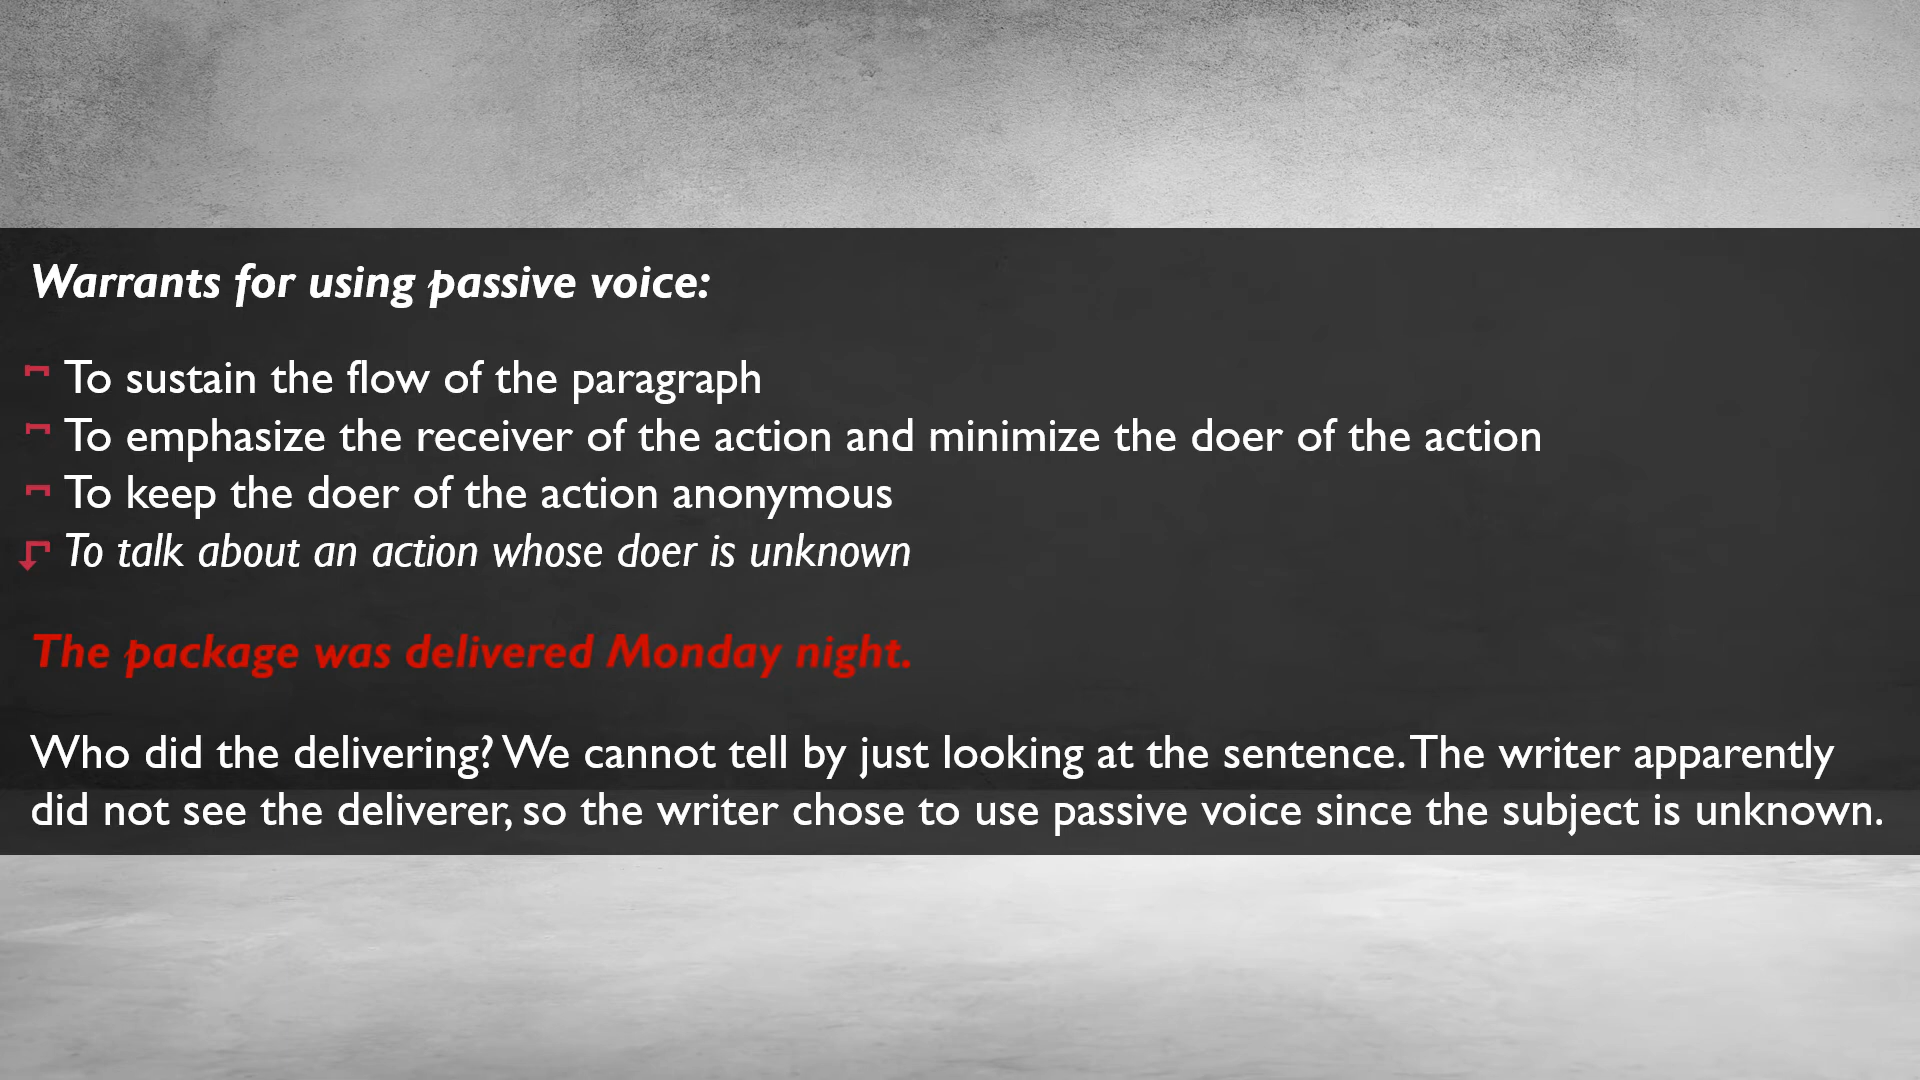 Warrants for using passive voice:
To sustain the flow of the paragraph
To emphasize the receiver of the action and minimize the doer of the action
To keep the doer of the action anonymous
To talk about an action whose doer is unknown
The package was delivered Monday night.
Who did the delivering? We cannot tell by just looking at the sentence. The writer apparently
did not see the deliverer, so the writer chose to use passive voice since the subject is unknown.